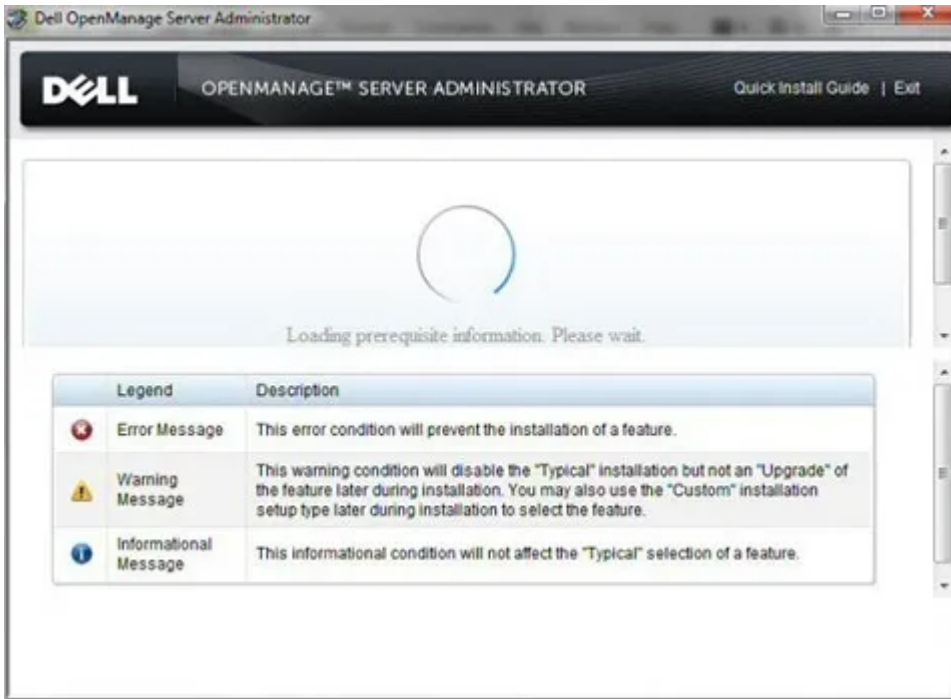 Dell OpenManage Server Administrator
DELL
OPENMANAGE™ SERVER ADMINISTRATOR
Quick Install Guide | Exit
Loading prerequisite information. Please wait.
Legend Description
Error Message This error condition will prevent the installation of a feature.
Warning
Message
This warning condition will disable the "Typical" installation but not an "Upgrade" of
the feature later during installation. You may also use the "Custom" installation
setup type later during installation to select the feature.
Informational
Message
This informational condition will not affect the "Typical" selection of a feature.